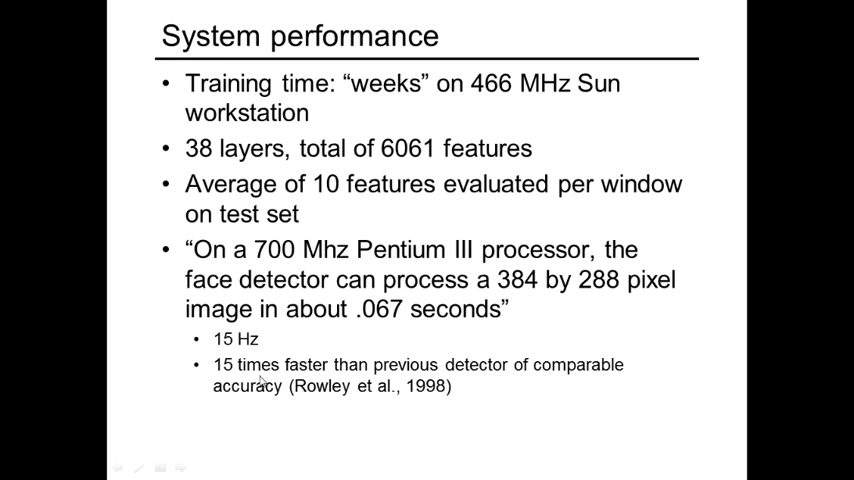 System performance
• Training time: “weeks” on 466 MHz Sun
workstation
• 38 layers, total of 6061 features
• Average of 10 features evaluated per window
on test set
• “On a 700 Mhz Pentium III processor, the
face detector can process a 384 by 288 pixel
image in about .067 seconds”
• 15 Hz
• 15 times faster than previous detector of comparable
accuracy (Rowley et al., 1998)